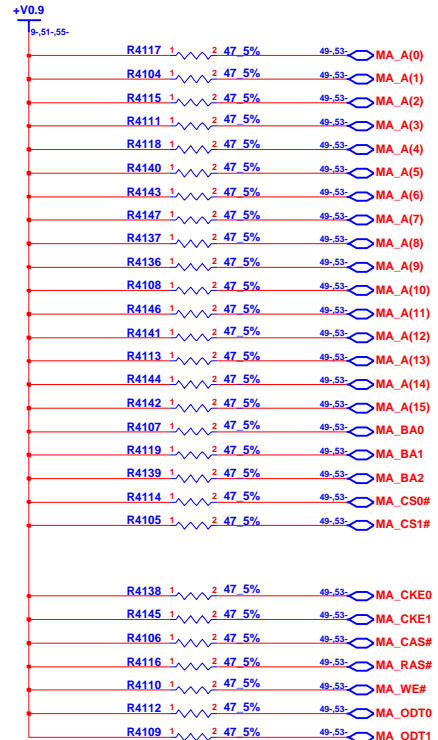 +V0.9
9-,51-,55-
R4117 1 2 47_5% 49-,53- MA_A(0)
R4104 1 2 47_5% 49-,53- MA_A(1)
R4115 1 2 47_5% 49-,53- MA_A(2)
R4111 1 2 47_5% 49-,53- MA_A(3)
R4118 1 2 47_5% 49-,53- MA_A(4)
R4140 1 2 47_5% 49-,53- MA_A(5)
R4143 1 2 47_5% 49-,53- MA_A(6)
R4147 1 2 47_5% 49-,53- MA_A(7)
R4137 1 2 47_5% 49-,53- MA_A(8)
R4136 1 2 47_5% 49-,53- MA_A(9)
R4108 1 2 47_5% 49-,53- MA_A(10)
R4146 1 2 47_5% 49-,53- MA_A(11)
R4141 1 2 47_5% 49-,53- MA_A(12)
R4113 1 2 47_5% 49-,53- MA_A(13)
R4144 1 2 47_5% 49-,53- MA_A(14)
R4142 1 2 47_5% 49-,53- MA_A(15)
R4107 1 2 47_5% 49-,53- MA_BA0
R4119 1 2 47_5% 49-,53- MA_BA1
R4139 1 2 47_5% 49-,53- MA_BA2
R4114 1 2 47_5% 49-,53- MA_CS0#
R4105 1 2 47_5% 49-,53- MA_CS1#
R4138 1 2 47_5% 49-,53- MA_CKE0
R4145 1 2 47_5% 49-,53- MA_CKE1
R4106 1 2 47_5% 49-,53- MA_CAS#
R4116 1 2 47_5% 49-,53- MA_RAS#
R4110 1 2 47_5% 49-,53- MA_WE#
R4112 1 2 47_5% 49-,53- MA_ODT0
R4109 1 2 47_5% 49-,53- MA_ODT1